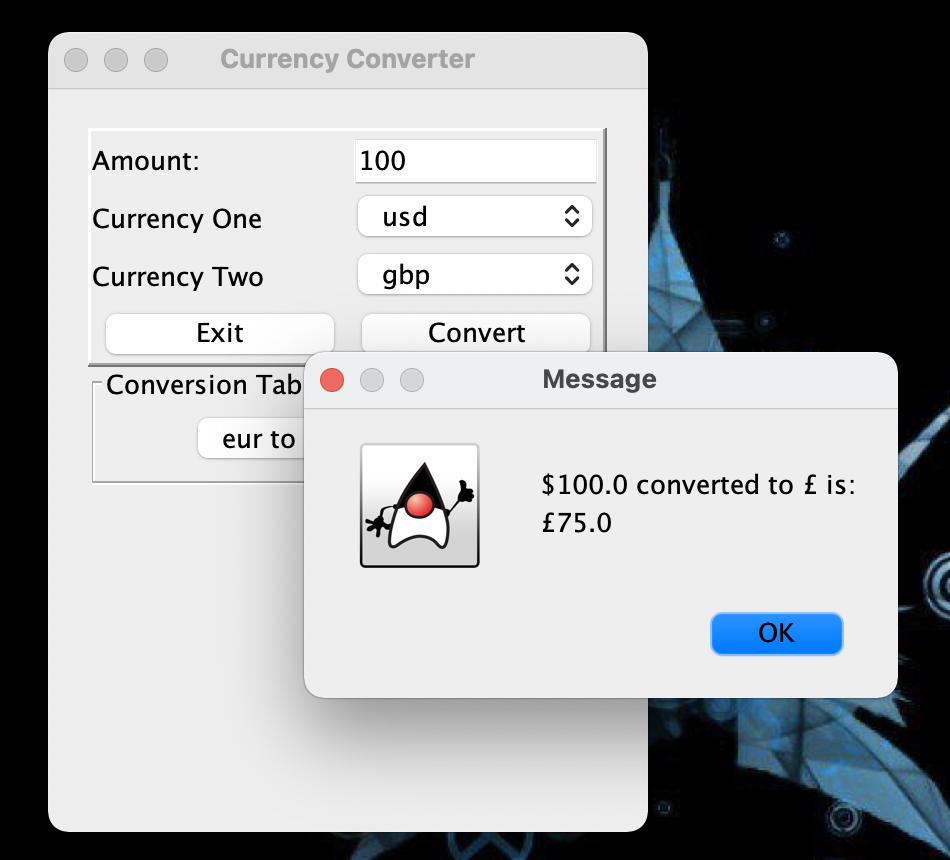 Currency Converter
Amount:
100
Currency One
usd
Currency Two
gbp
Exit
Convert
Conversion
eur to
Message
$100.0 converted to £ is:
£75.0
OK